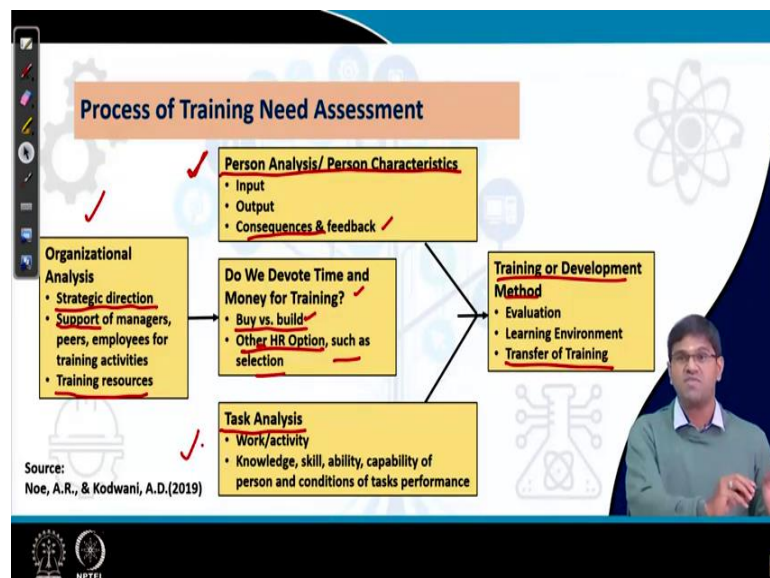 Process of Training Need Assessment
Person Analysis/ Person Characteristics
• Input
• Output
• Consequences & feedback
Organizational
Analysis
• Strategic direction
• Support of managers,
peers, employees for
training activities
• Training resources
Do We Devote Time and
Money for Training?
• Buy vs. build
• Other HR Option, such as
selection
Training or Development
Method
• Evaluation
• Learning Environment
• Transfer of Training
Task Analysis
• Work/activity
• Knowledge, skill, ability, capability of
person and conditions of tasks performance
Source:
Noe, A.R., & Kodwani, A.D.(2019)
NPTEL